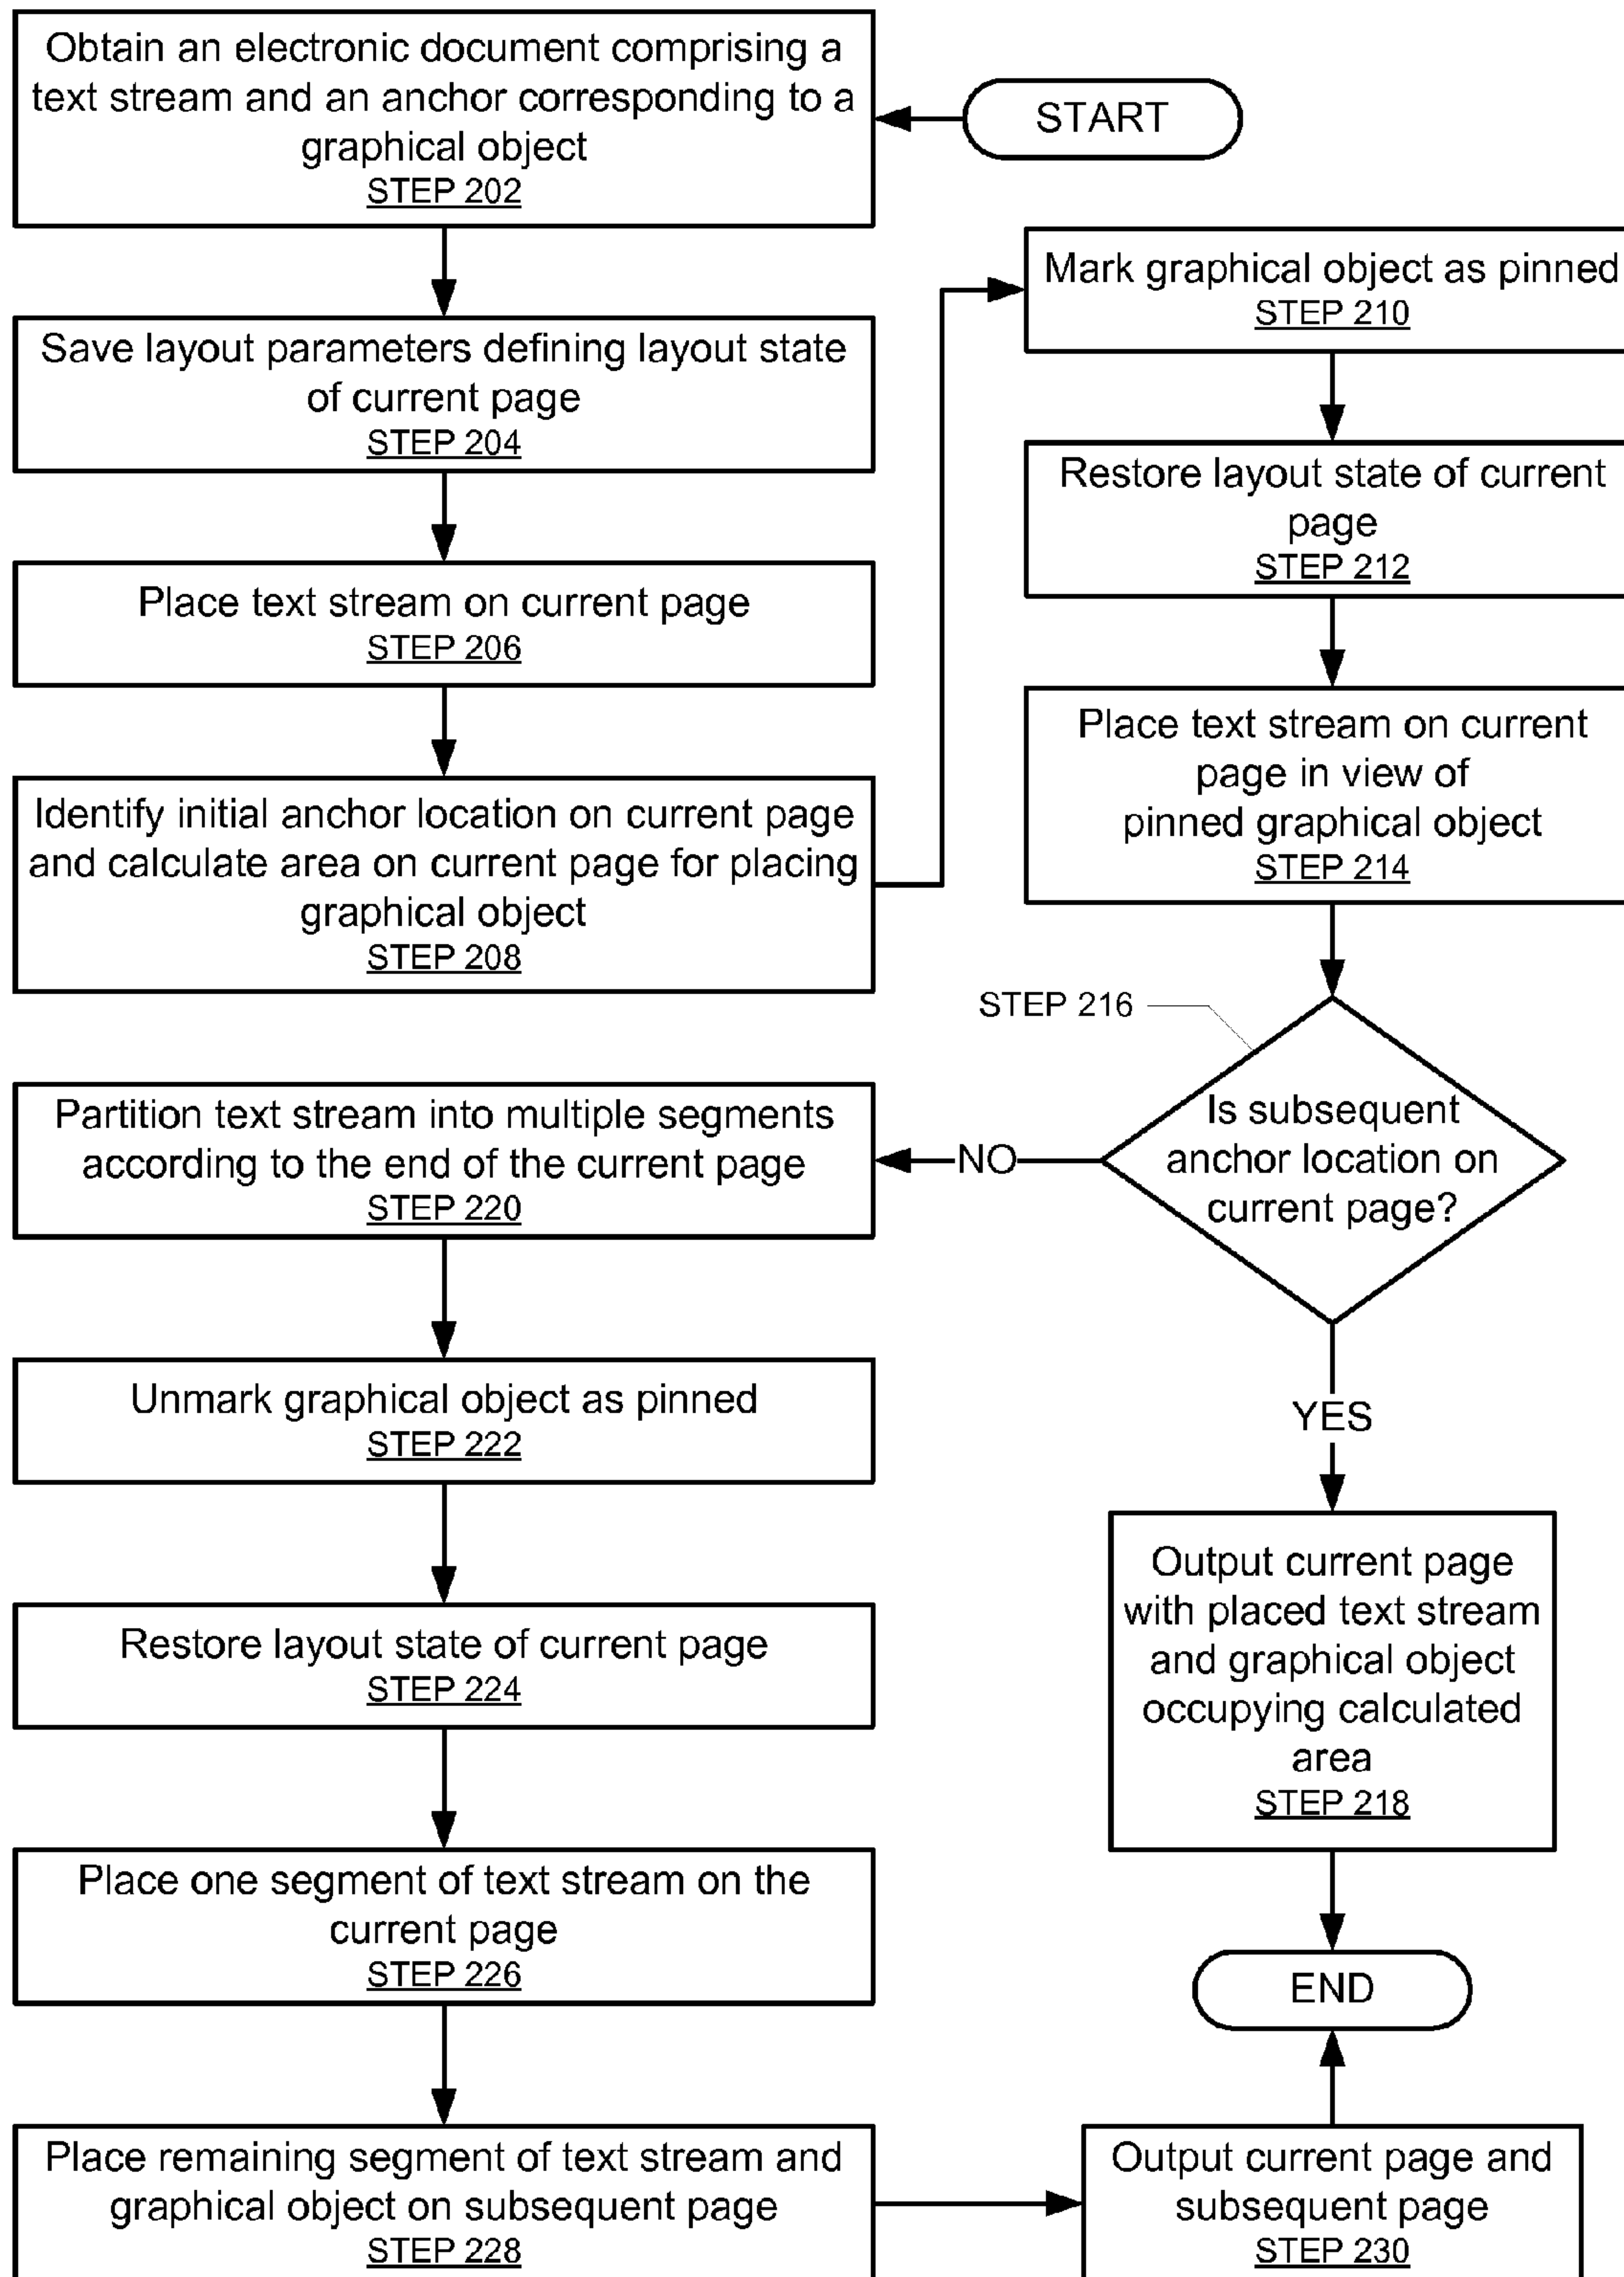 START
Obtain an electronic document comprising a
text stream and an anchor corresponding to a
graphical object
STEP 202
Save layout parameters defining layout state
of current page
STEP 204
Place text stream on current page
STEP 206
Identify initial anchor location on current page
and calculate area on current page for placing
graphical object
STEP 208
Mark graphical object as pinned
STEP 210
Restore layout state of current
page
STEP 212
Place text stream on current
page in view of
pinned graphical object
STEP 214
STEP 216
Is subsequent
anchor location on
current page?
NO
YES
Output current page
with placed text stream
and graphical object
occupying calculated
area
STEP 218
Partition text stream into multiple segments
according to the end of the current page
STEP 220
Unmark graphical object as pinned
STEP 222
Restore layout state of current page
STEP 224
Place one segment of text stream on the
current page
STEP 226
Place remaining segment of text stream and
graphical object on subsequent page
STEP 228
Output current page and
subsequent page
STEP 230
END